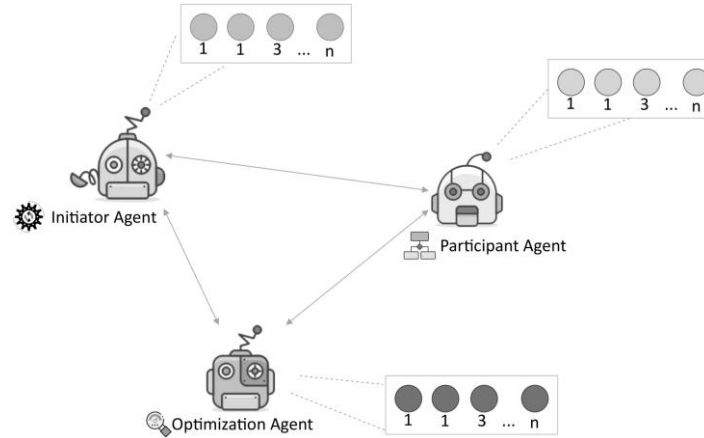 1 1 3 ... n
1 1 3 ... n
Initiator Agent
Participant Agent
Optimization Agent
1 1 3 ... n